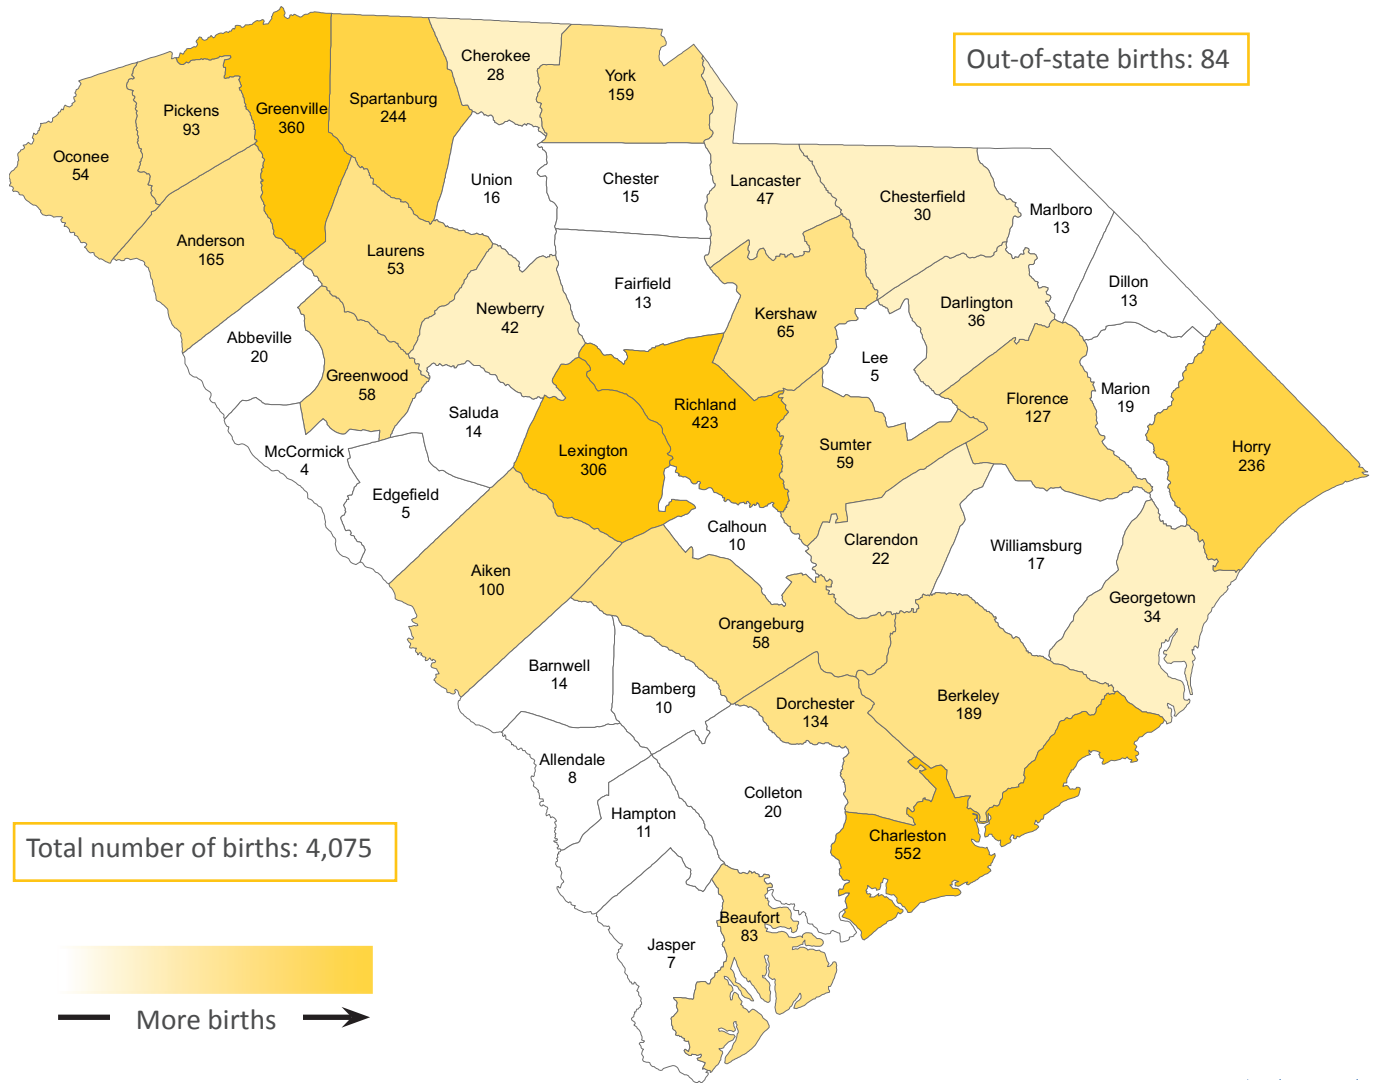 Out-of-state births: 84
Cherokee
28
York
159
Spartanburg
244
Greenville
360
Pickens
93
Oconee
54
Union
16
Chester
15
Lancaster
47
Chesterfield
30
Marlboro
13
Anderson
165
Laurens
53
Fairfield
13
Dillon
13
Newberry
42
Kershaw
65
Darlington
36
Abbeville
20
Greenwood
58
Lee
5
Saluda
14
Richland
423
Florence
127
Marion
19
McCormick
4
Lexington
306
Sumter
59
Horry
236
Edgefield
5
Calhoun
10
Clarendon
22
Williamsburg
17
Aiken
100
Georgetown
34
Orangeburg
58
Barnwell
14
Bamberg
10
Dorchester
134
Berkeley
189
Allendale
8
Colleton
20
Hampton
11
Charleston
552
Total number of births: 4,075
Beaufort
83
Jasper
7
More births